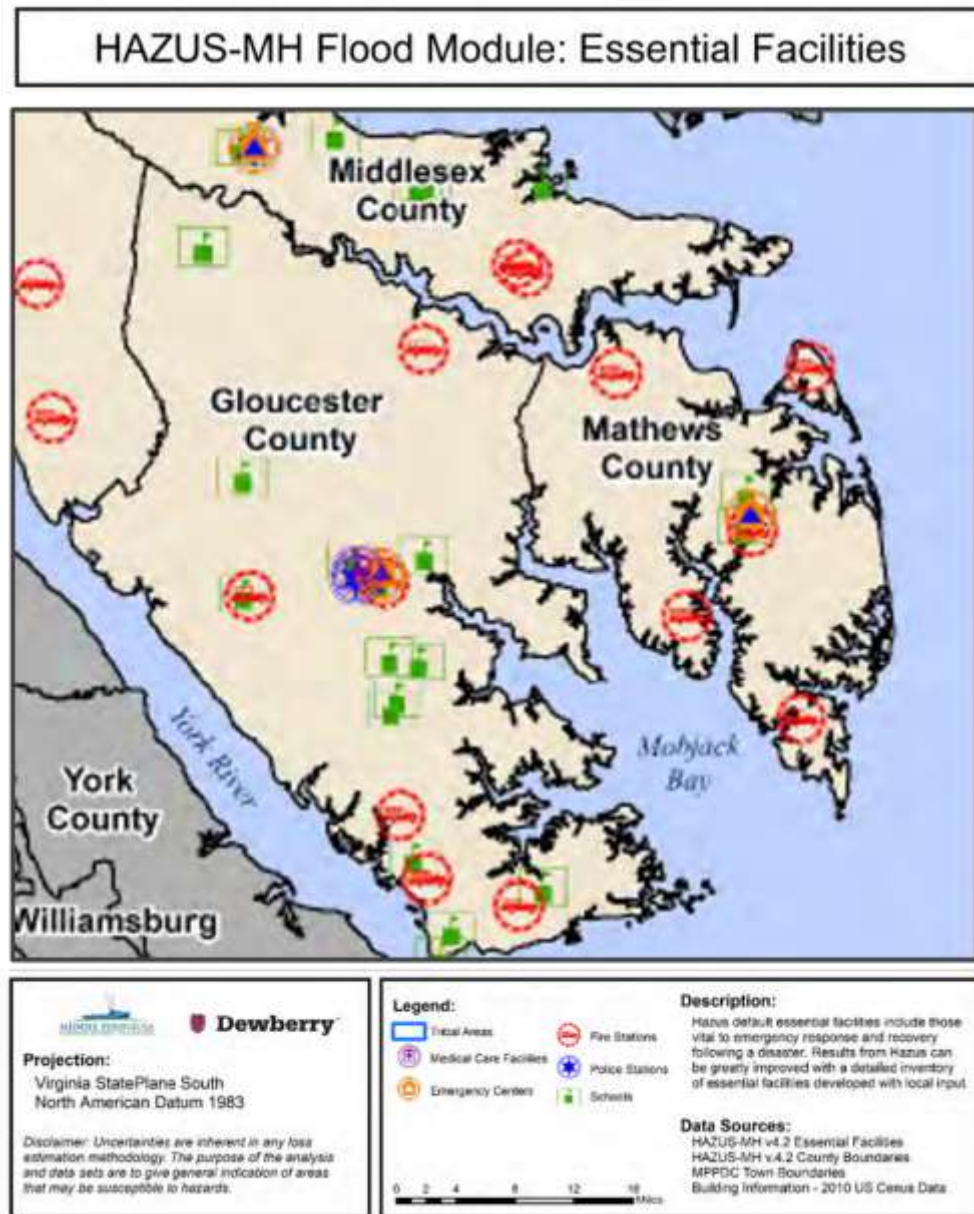 HAZUS-MH Flood Module: Essential Facilities
Middlesex
County
Gloucester
County
Mathews
County
York River
Mobjack
Bay
York
County
Williamsburg
MIDDLE PENINSULA
Dewberry
Projection:
Virginia StatePlane South
North American Datum 1983
Disclaimer: Uncertainties are inherent in any loss
estimation methodology. The purpose of the analysis
and data sets are to give general indication of areas
that may be susceptible to hazards.
Legend:
Tribal Areas
Medical Care Facilities
Emergency Centers
Fire Stations
Police Stations
Schools
0 2 4 8 12 16
Miles
Description:
Hazus default essential facilities include those
vital to emergency response and recovery
following a disaster. Results from Hazus can
be greatly improved with a detailed inventory
of essential facilities developed with local input
Data Sources:
HAZUS-MH v4.2 Essential Facilities
HAZUS-MH v.4.2 County Boundaries
MPPDC Town Boundaries
Building Information - 2010 US Cenus Data